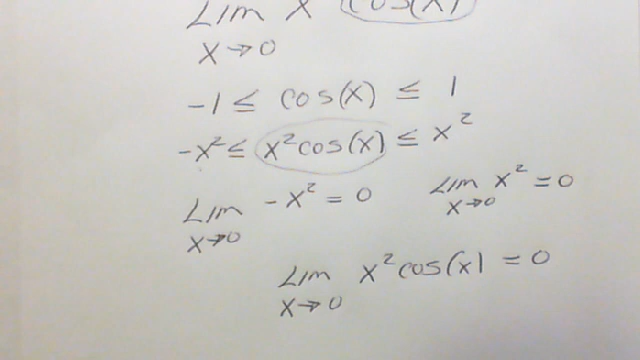 Lim x cos(x)
x→0
-1 ≤ cos(x) ≤ 1
-x² ≤ x²cos(x) ≤ x²
Lim -x² = 0 Lim x² = 0
x→0 x→0
Lim x²cos(x) = 0
x→0